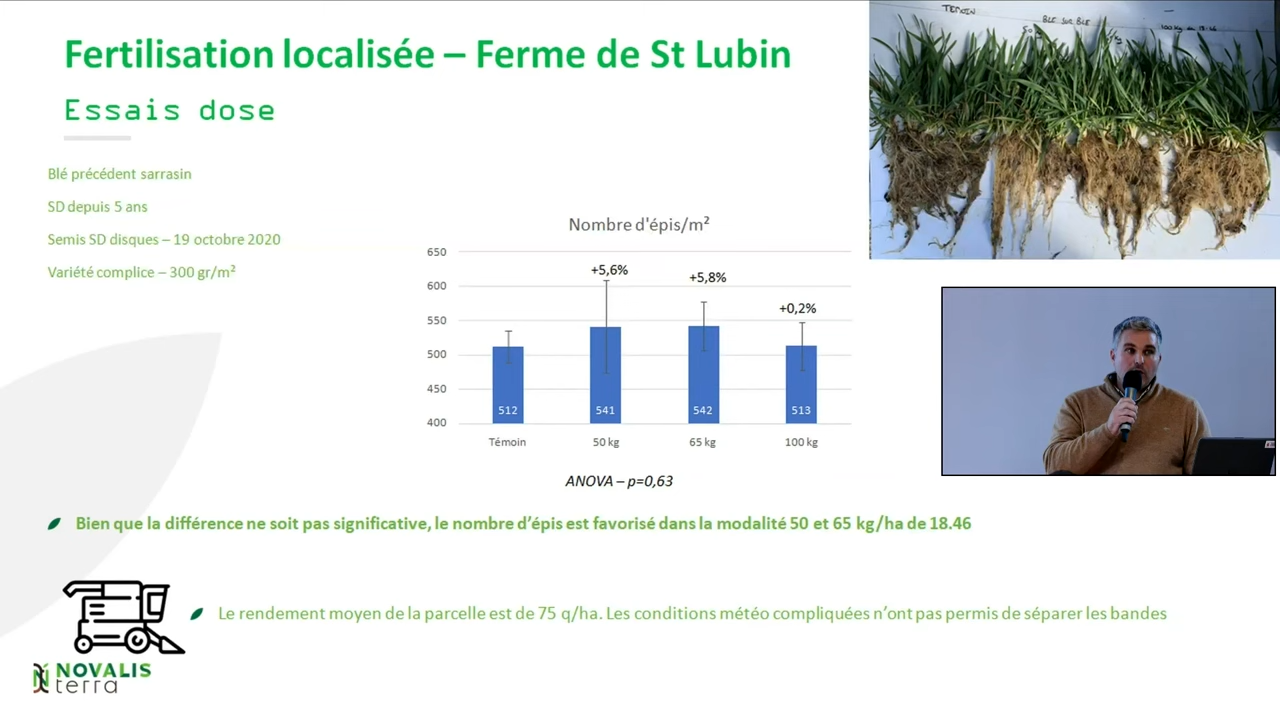 Fertilisation localisée – Ferme de St Lubin
Essais dose
Blé précédent sarrasin
SD depuis 5 ans
Semis SD disques – 19 octobre 2020
Variété complice – 300 gr/m²
TEMOIN
BLE SUR BLE
Nombre d'épis/m²
650
600
550
500
450
400
+5,6%
+5,8%
+0,2%
512
541
542
513
Témoin
50 kg
65 kg
100 kg
ANOVA – p=0,63
Bien que la différence ne soit pas significative, le nombre d'épis est favorisé dans la modalité 50 et 65 kg/ha de 18.46
Le rendement moyen de la parcelle est de 75 q/ha. Les conditions météo compliquées n'ont pas permis de séparer les bandes
NOVALIS
terra